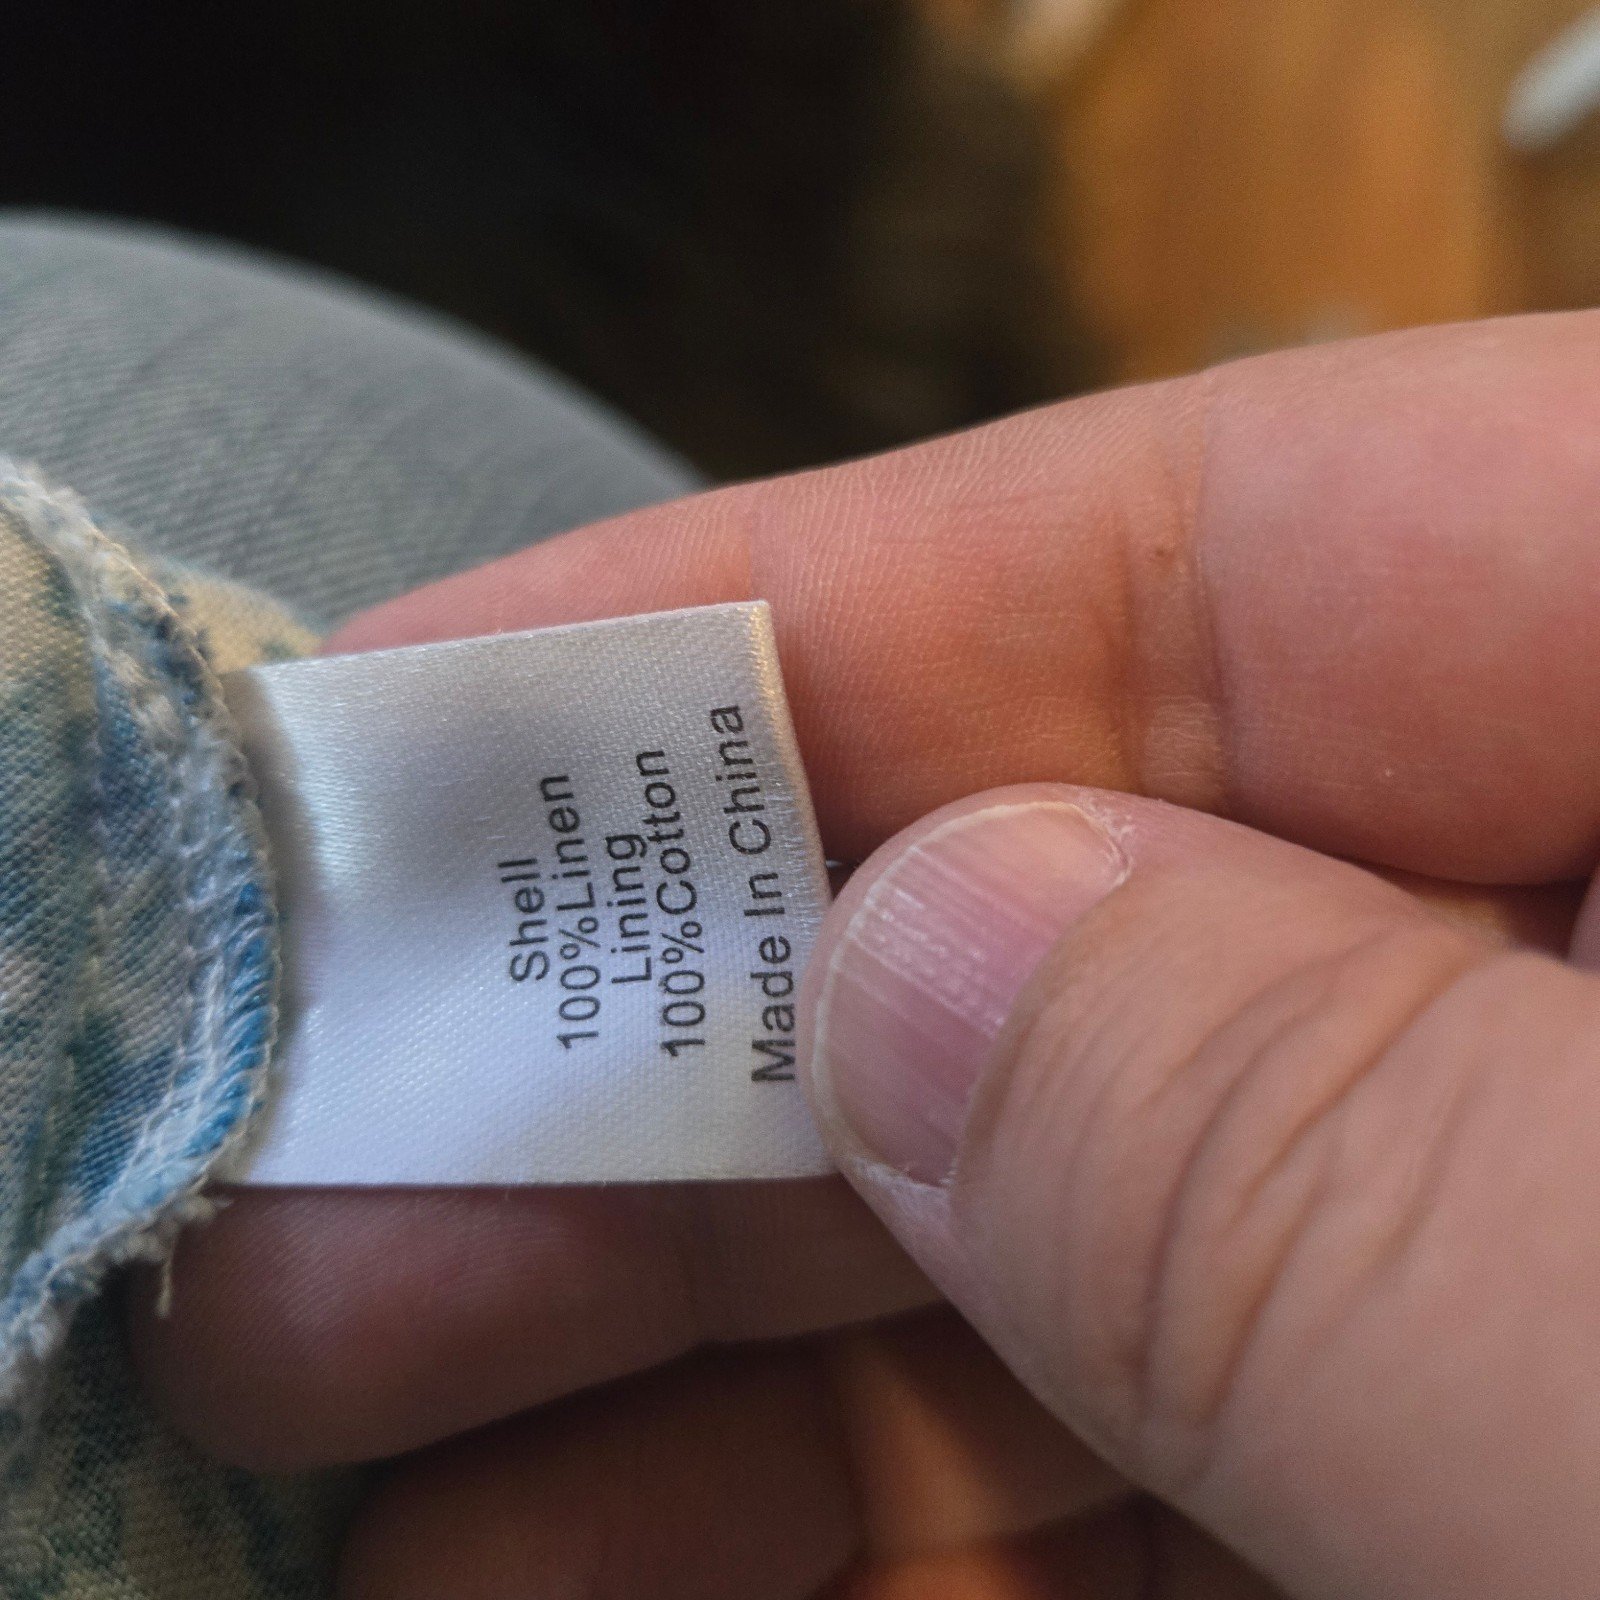 Shell
100%Linen
Lining
100%Cotton
Made In China